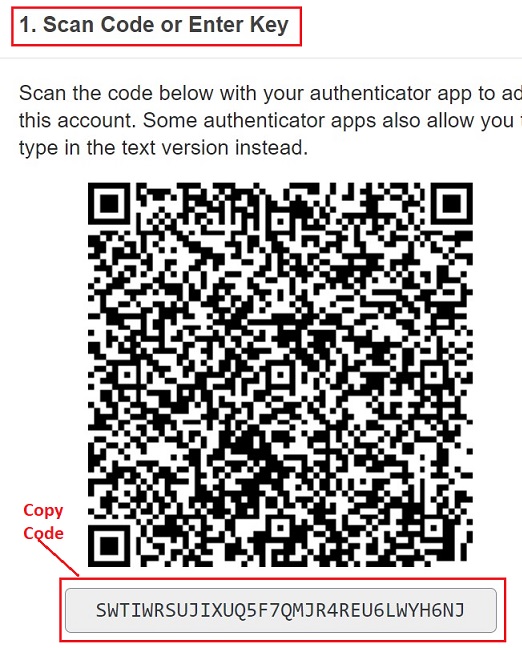 1. Scan Code or Enter Key
Scan the code below with your authenticator app to ad
this account. Some authenticator apps also allow you
type in the text version instead.
Copy
Code
SWTIWRSUJIXUQ5F7QMJR4REU6LWYH6NJ